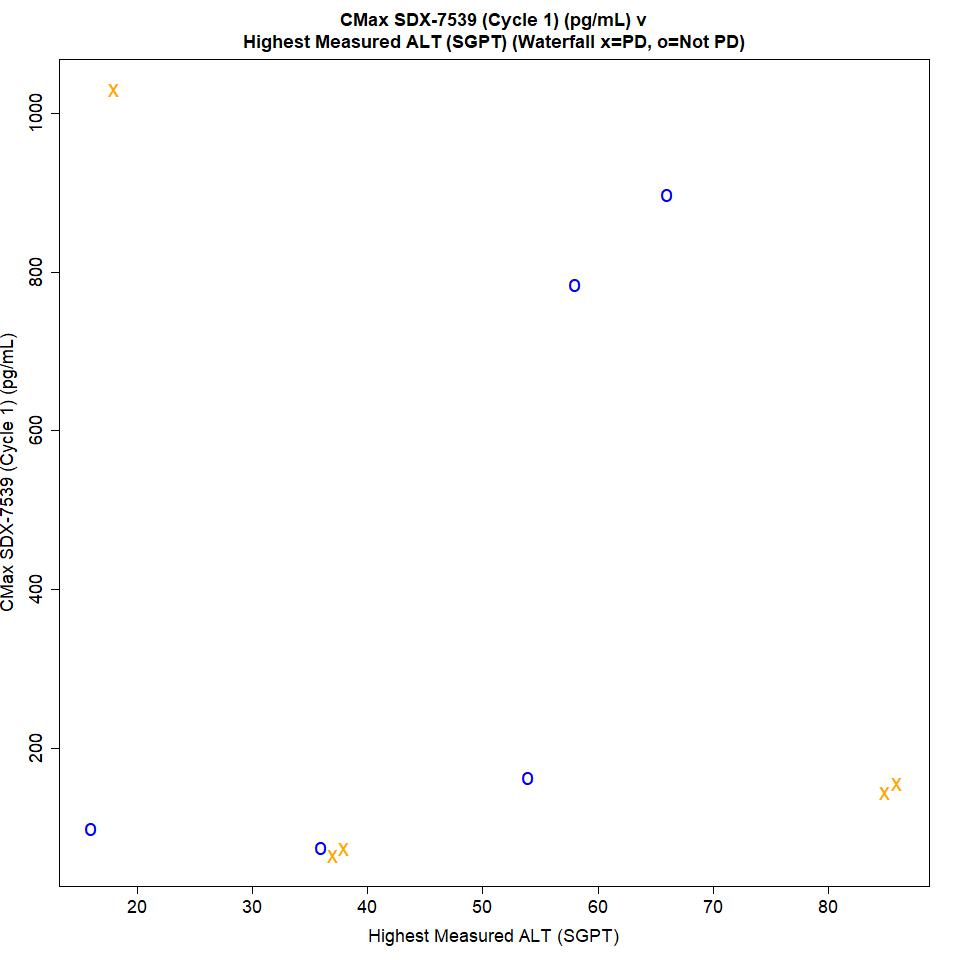 CMax SDX-7539 (Cycle 1) (pg/mL) v
Highest Measured ALT (SGPT) (Waterfall x=PD, o=Not PD)
CMax SDX-7539 (Cycle 1) (pg/mL)
1000
800
600
400
200
x
o
o
o
x
x
o
o
x
x
20 30 40 50 60 70 80
Highest Measured ALT (SGPT)